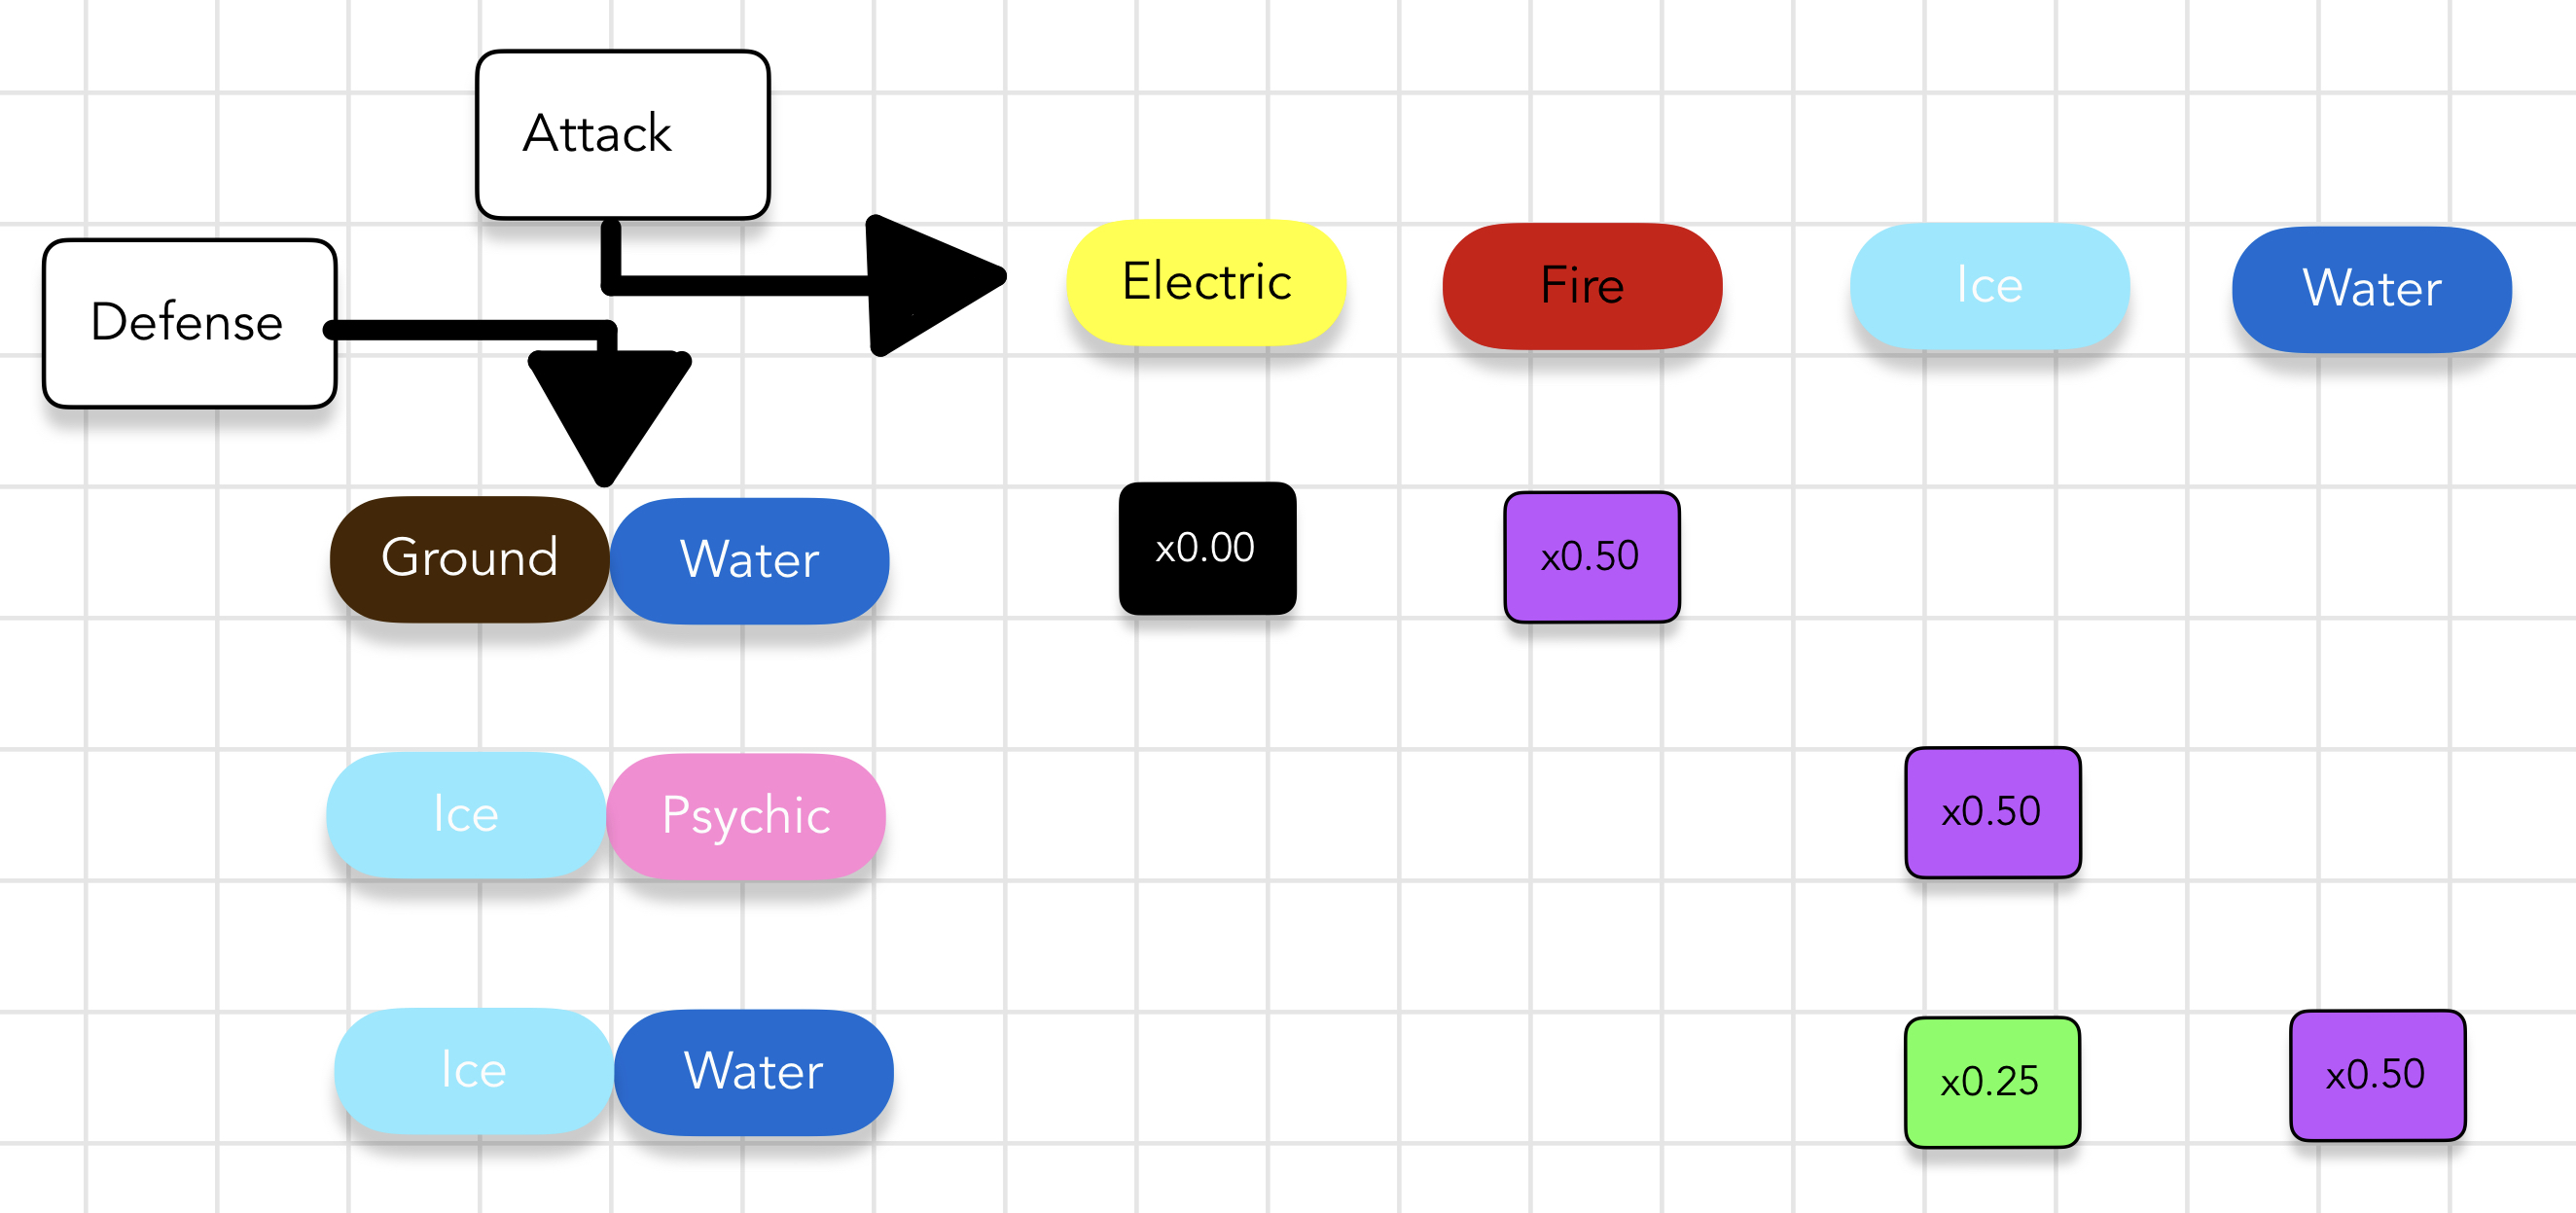 Attack
Defense
Electric Fire Ice Water
Ground Water x0.00 x0.50
Ice Psychic x0.50
Ice Water x0.25 x0.50